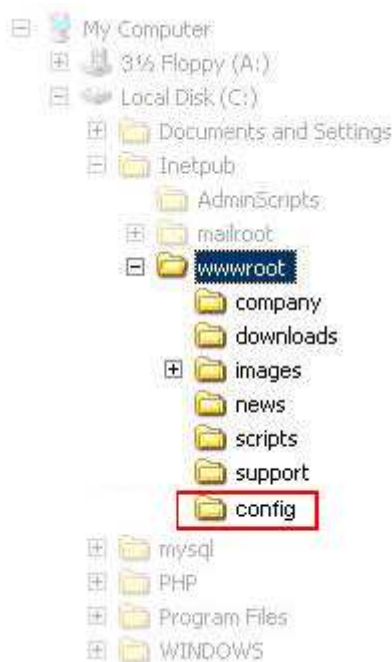 My Computer
3½ Floppy (A:)
Local Disk (C:)
Documents and Settings
Inetpub
AdminScripts
mailroot
wwwroot
company
downloads
images
news
scripts
support
config
mysql
PHP
Program Files
WINDOWS